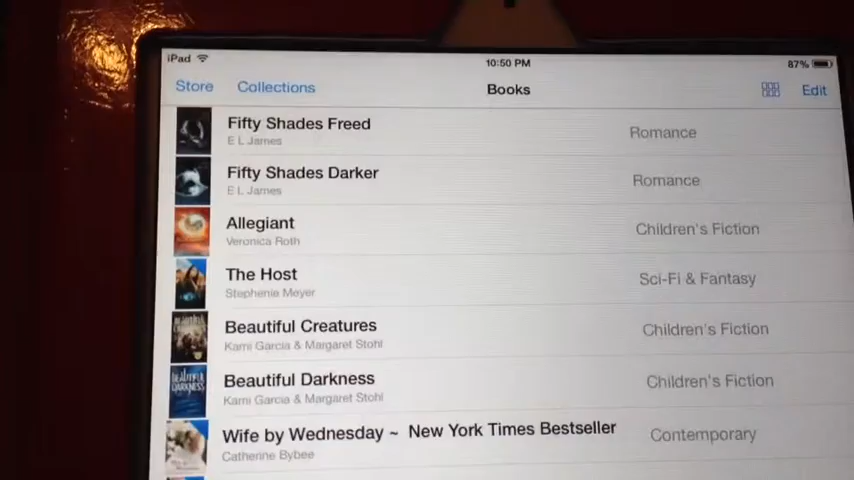 iPad 10:50 PM 87%
Store Collections Books Edit
Fifty Shades Freed
E L James
Romance
Fifty Shades Darker
E L James
Romance
Allegiant
Veronica Roth
Children's Fiction
The Host
Stephenie Meyer
Sci-Fi & Fantasy
Beautiful Creatures
Kami Garcia & Margaret Stohl
Children's Fiction
BEAUTIFUL DARKNESS
Beautiful Darkness
Kami Garcia & Margaret Stohl
Children's Fiction
Wife by Wednesday ~ New York Times Bestseller
Catherine Bybee
Contemporary